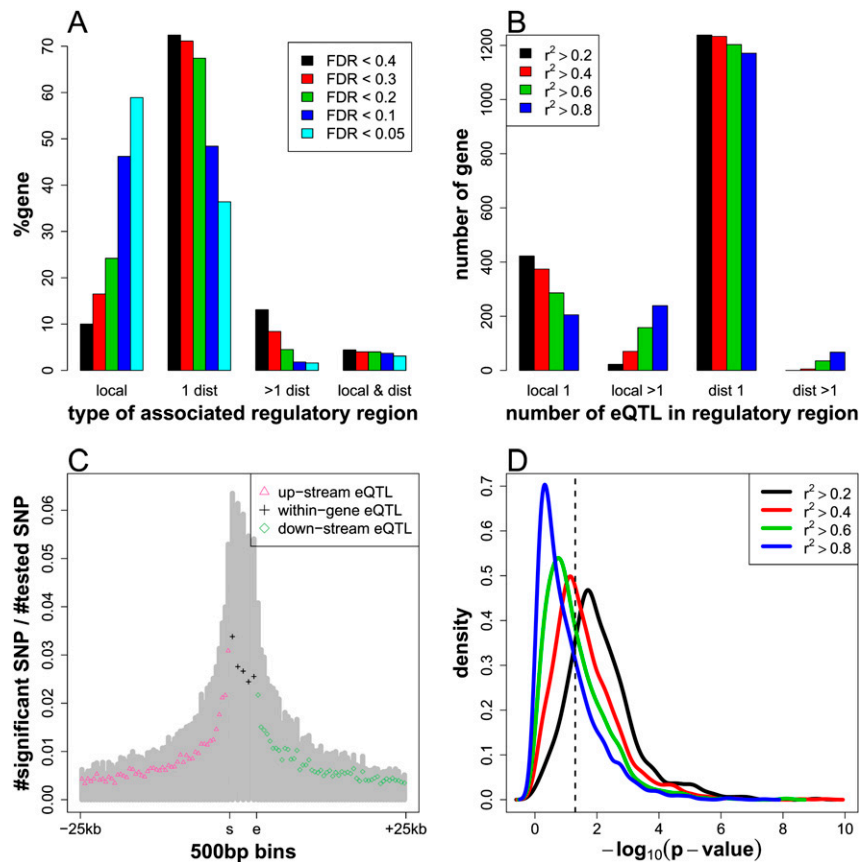 A
%gene
0
10
20
30
40
50
60
70
FDR < 0.4
FDR < 0.3
FDR < 0.2
FDR < 0.1
FDR < 0.05
local
1 dist
>1 dist
local & dist
type of associated regulatory region
B
number of gene
0
200
400
600
800
1000
1200
r² > 0.2
r² > 0.4
r² > 0.6
r² > 0.8
local 1
local >1
dist 1
dist >1
number of eQTL in regulatory region
C
#significant SNP / #tested SNP
0.00
0.01
0.02
0.03
0.04
0.05
0.06
up−stream eQTL
within−gene eQTL
down−stream eQTL
−25kb
s
e
+25kb
500bp bins
D
density
0.0
0.1
0.2
0.3
0.4
0.5
0.6
0.7
r² > 0.2
r² > 0.4
r² > 0.6
r² > 0.8
0
2
4
6
8
10
−log₁₀(p − value)